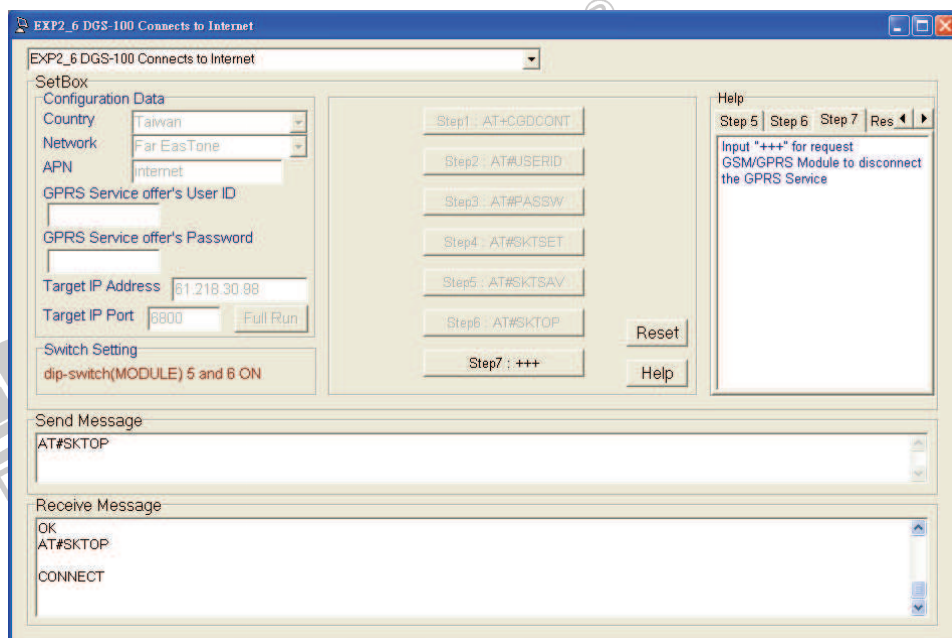 EXP2_6 DGS-100 Connects to Internet
EXP2_6 DGS-100 Connects to Internet
SetBox
Configuration Data
Country Taiwan
Network Far EasTone
APN internet
GPRS Service offer's User ID
GPRS Service offer's Password
Target IP Address 61.218.30.98
Target IP Port 6800 Full Run
Switch Setting
dip-switch(MODULE) 5 and 6 ON
Step1 : AT+CGDCONT
Step2 : AT#USERID
Step3 : AT#PASSW
Step4 : AT#SKTSET
Step5 : AT#SKTSAV
Step6 : AT#SKTOP
Step7 : +++
Reset
Help
Help
Step 5 Step 6 Step 7 Res
Input "+++" for request
GSM/GPRS Module to disconnect
the GPRS Service
Send Message
AT#SKTOP
Receive Message
OK
AT#SKTOP
CONNECT